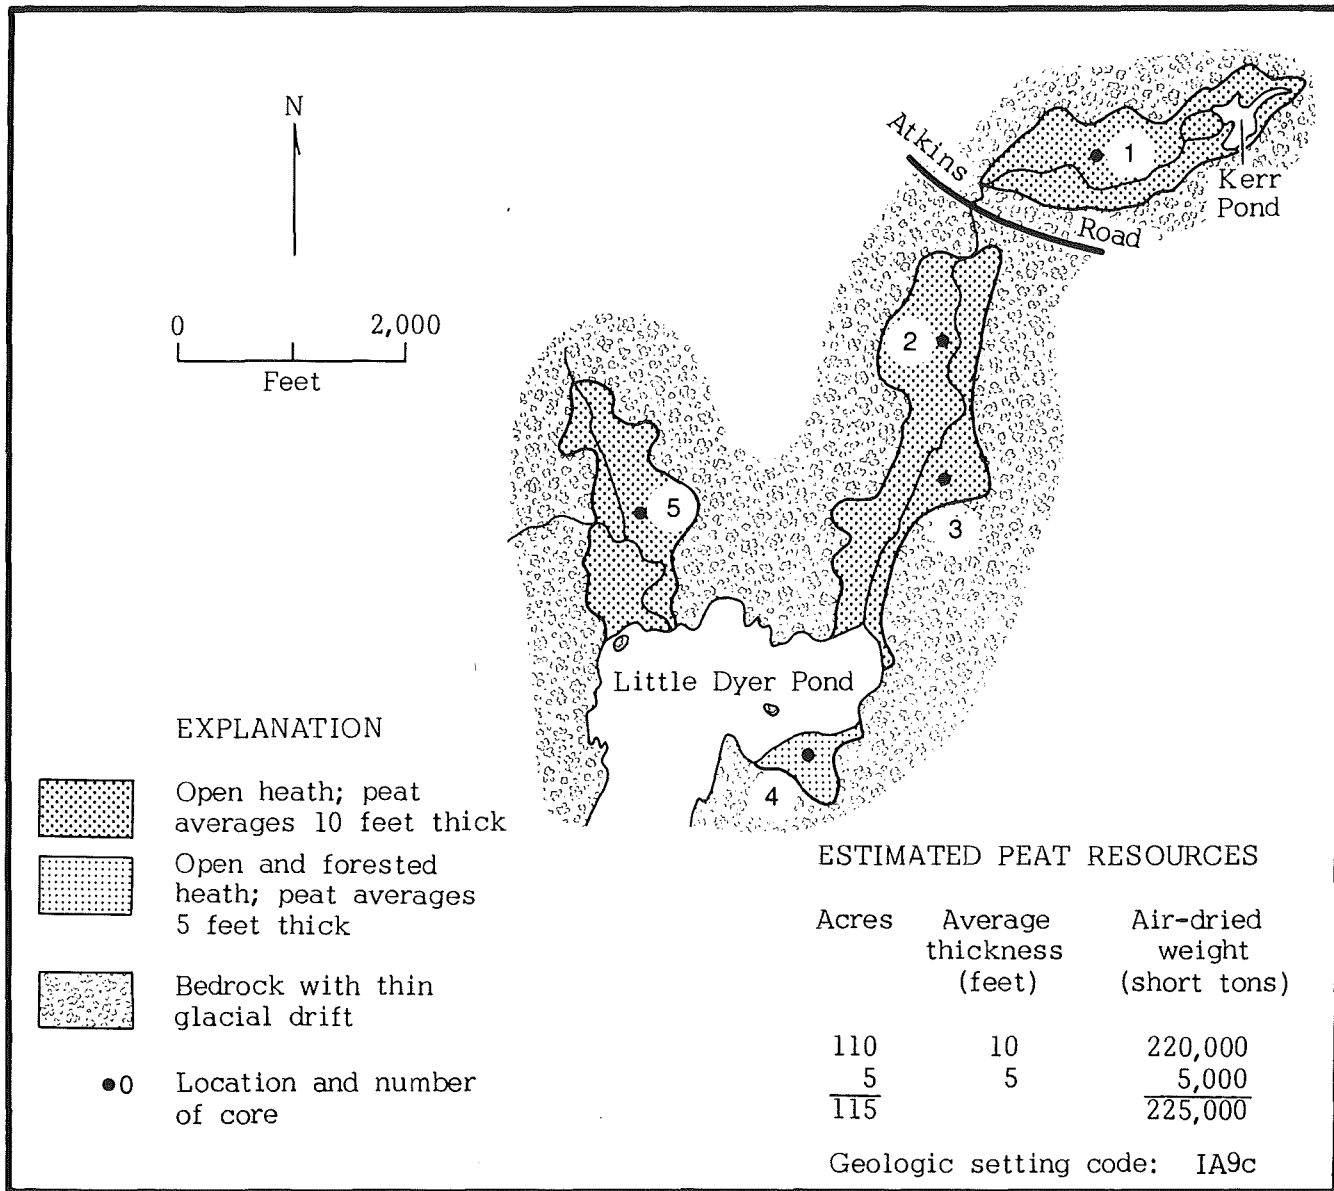 N
0 2,000
Feet
Atkins
Road
1
Kerr
Pond
2
3
5
Little Dyer Pond
4
EXPLANATION
Open heath; peat
averages 10 feet thick
Open and forested
heath; peat averages
5 feet thick
Bedrock with thin
glacial drift
0 Location and number
of core
ESTIMATED PEAT RESOURCES
Acres Average Air-dried
thickness weight
(feet) (short tons)
110 10 220,000
5 5 5,000
115 225,000
Geologic setting code: IA9c